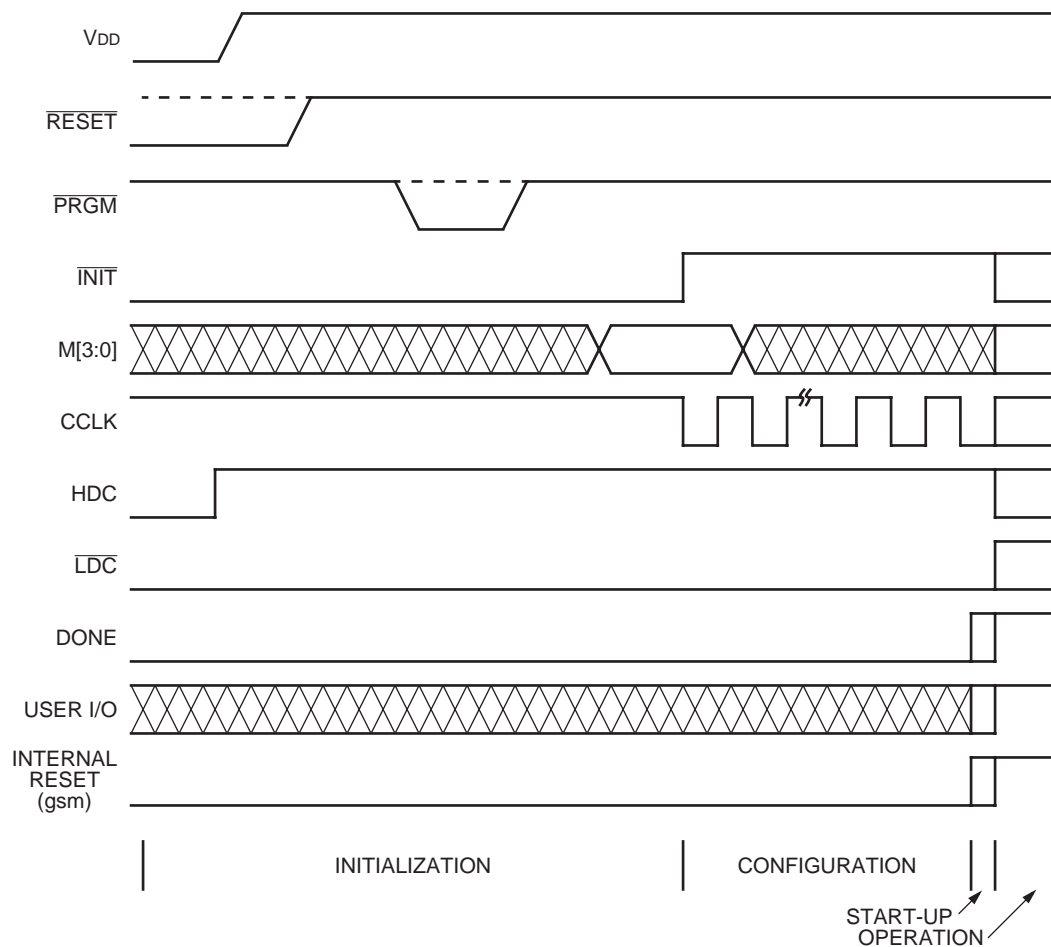 VDD
RESET
PRGM
INIT
M[3:0]
CCLK
HDC
LDC
DONE
USER I/O
INTERNAL
RESET
(gsm)
INITIALIZATION
CONFIGURATION
START-UP
OPERATION